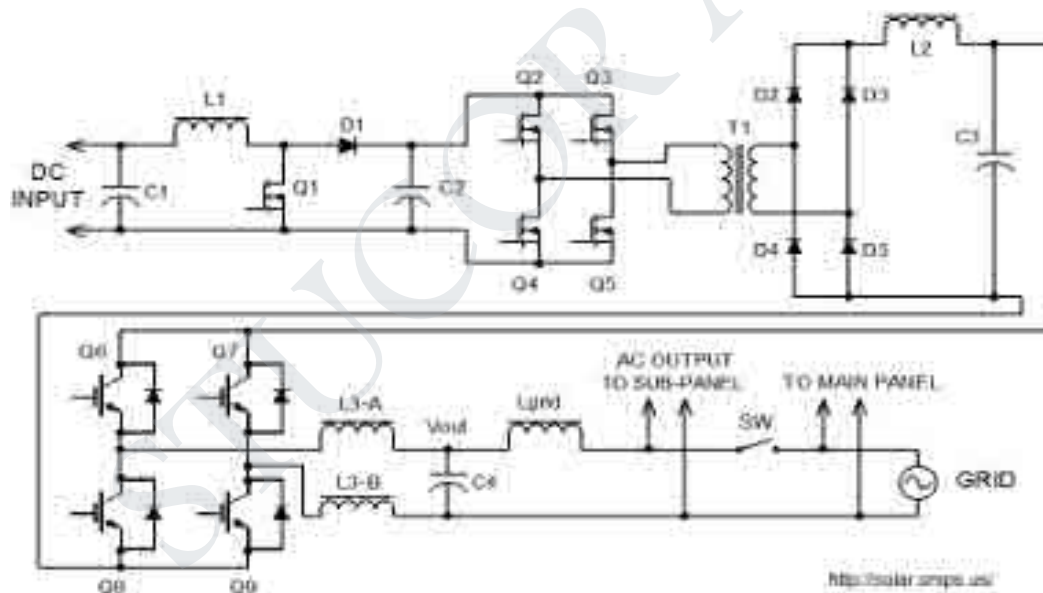 L2
Q2 Q3
D2 D3
L1
D1
T1
DC
INPUT
C1
Q1
C2
D4 D5
Q4 Q5
Q6 Q7
AC OUTPUT
TO SUB-PANEL
TO MAIN PANEL
L3-A
Vout
Lgrid
SW
C4
L3-B
GRID
Q8 Q9
http://solar.smps.us/
STUCOR